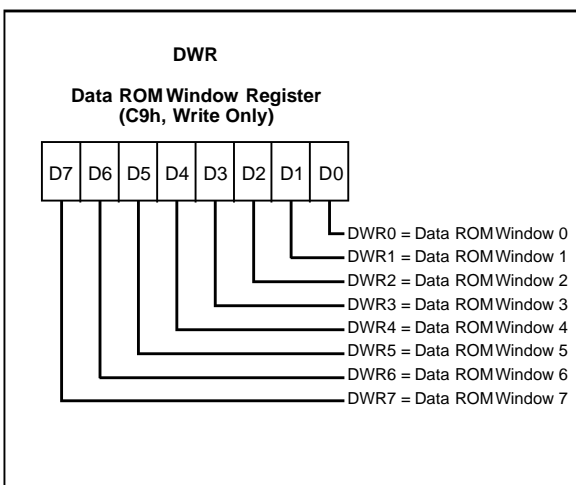 DWR
Data ROM Window Register
(C9h, Write Only)
D7 D6 D5 D4 D3 D2 D1 D0
DWR0 = Data ROM Window 0
DWR1 = Data ROM Window 1
DWR2 = Data ROM Window 2
DWR3 = Data ROM Window 3
DWR4 = Data ROM Window 4
DWR5 = Data ROM Window 5
DWR6 = Data ROM Window 6
DWR7 = Data ROM Window 7